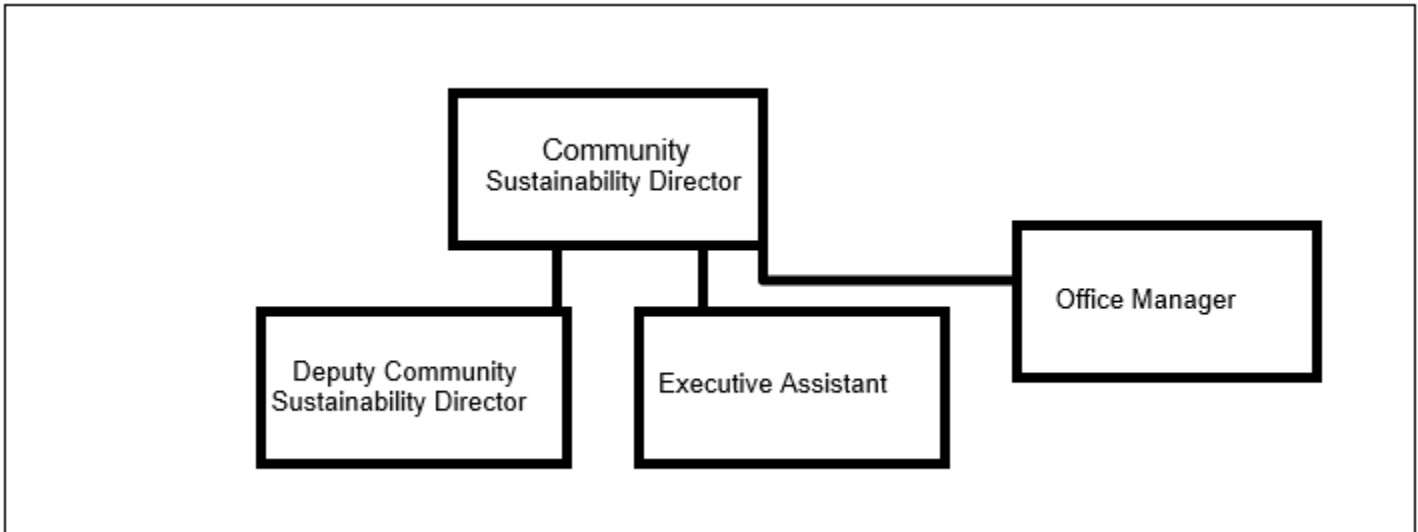 Community
Sustainability Director
Office Manager
Deputy Community
Sustainability Director
Executive Assistant